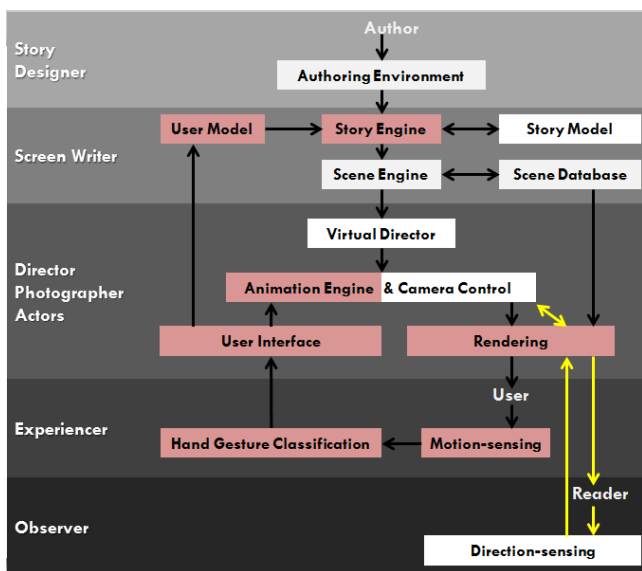 Author
Story
Designer
Authoring Environment
User Model
Story Engine
Story Model
Screen Writer
Scene Engine
Scene Database
Virtual Director
Director
Photographer
Actors
Animation Engine & Camera Control
User Interface
Rendering
User
Experiencer
Hand Gesture Classification
Motion-sensing
Reader
Observer
Direction-sensing